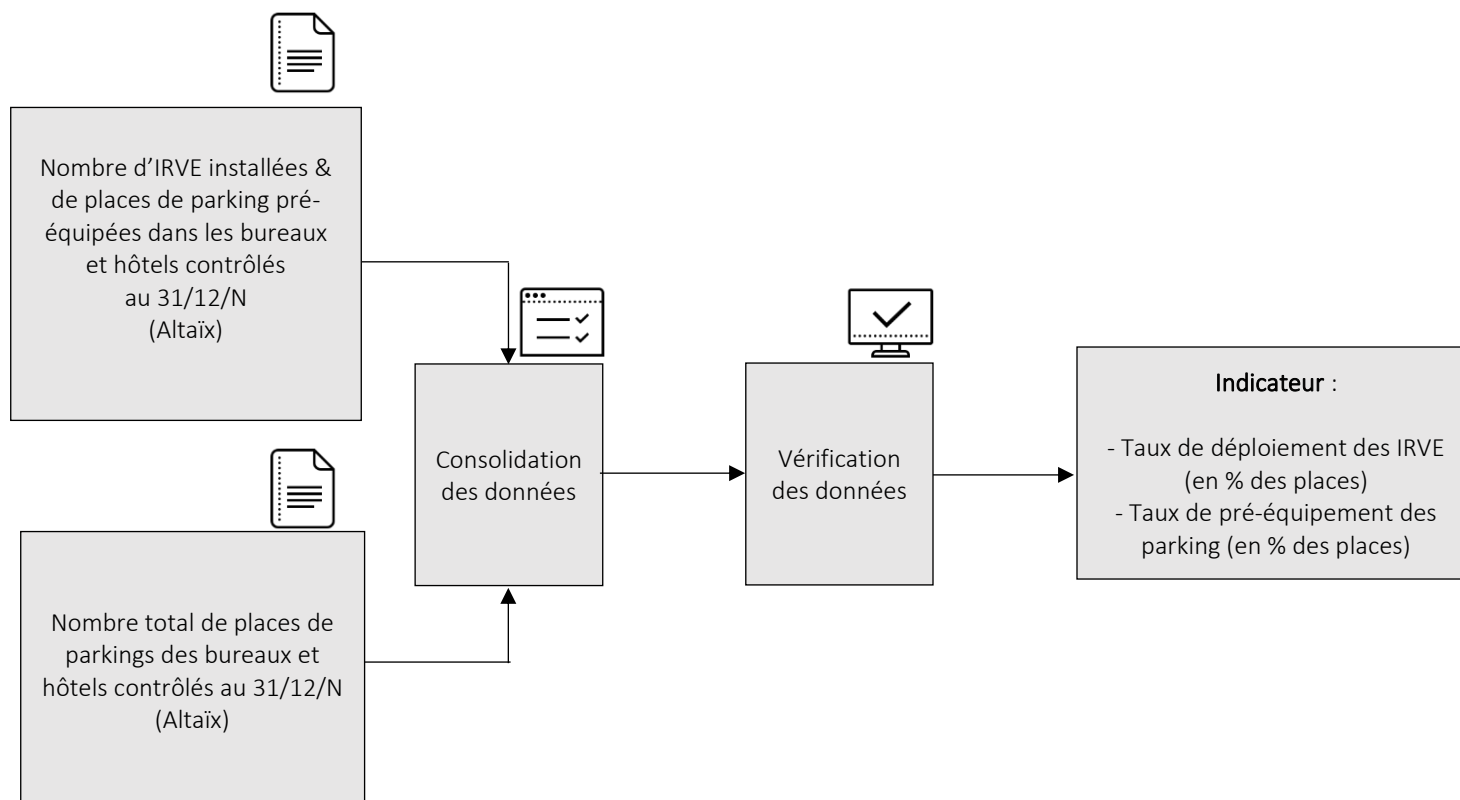 Nombre d’IRVE installées &
de places de parking pré-
équipées dans les bureaux
et hôtels contrôlés
au 31/12/N
(Altaïx)
Nombre total de places de
parkings des bureaux et
hôtels contrôlés au 31/12/N
(Altaïx)
Consolidation
des données
Vérification
des données
Indicateur :
- Taux de déploiement des IRVE
(en % des places)
- Taux de pré-équipement des
parking (en % des places)